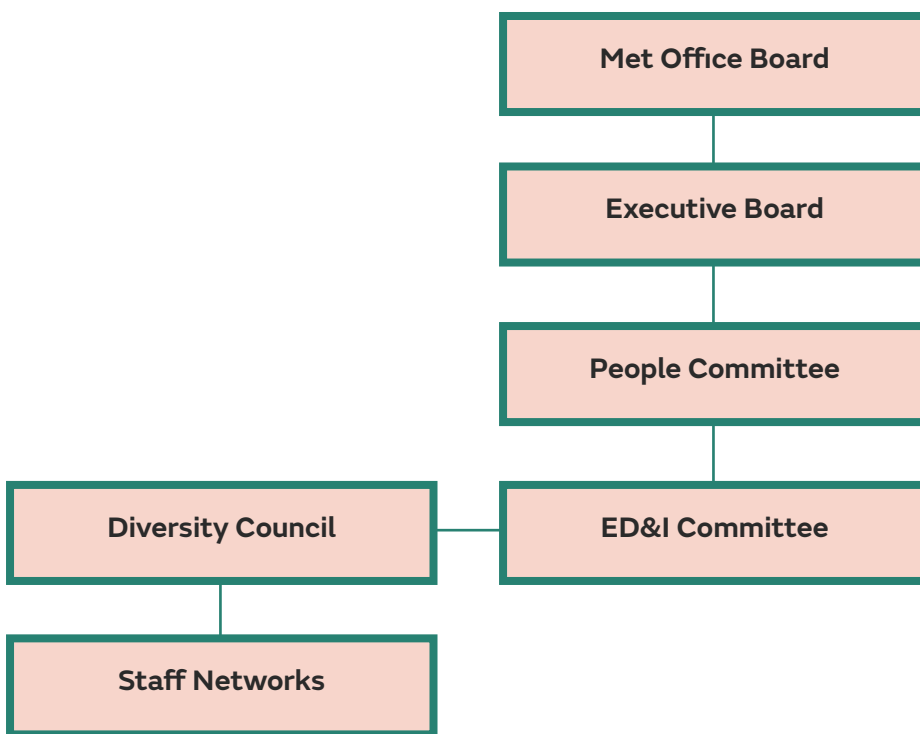 Met Office Board
Executive Board
People Committee
Diversity Council
ED&I Committee
Staff Networks